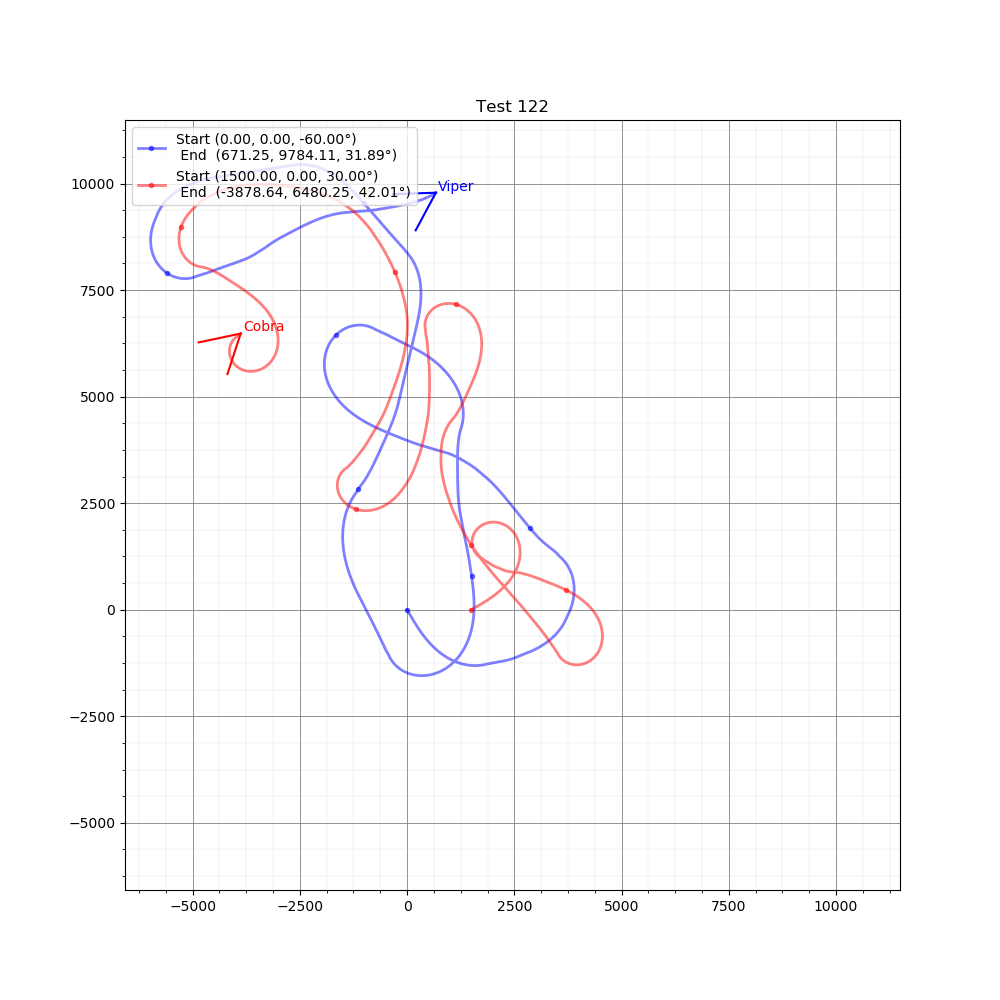 Test 122
Start (0.00, 0.00, -60.00°)
End (671.25, 9784.11, 31.89°)
Start (1500.00, 0.00, 30.00°)
End (-3878.64, 6480.25, 42.01°)
Viper
Cobra
10000
7500
5000
2500
0
−2500
−5000
−5000
−2500
0
2500
5000
7500
10000